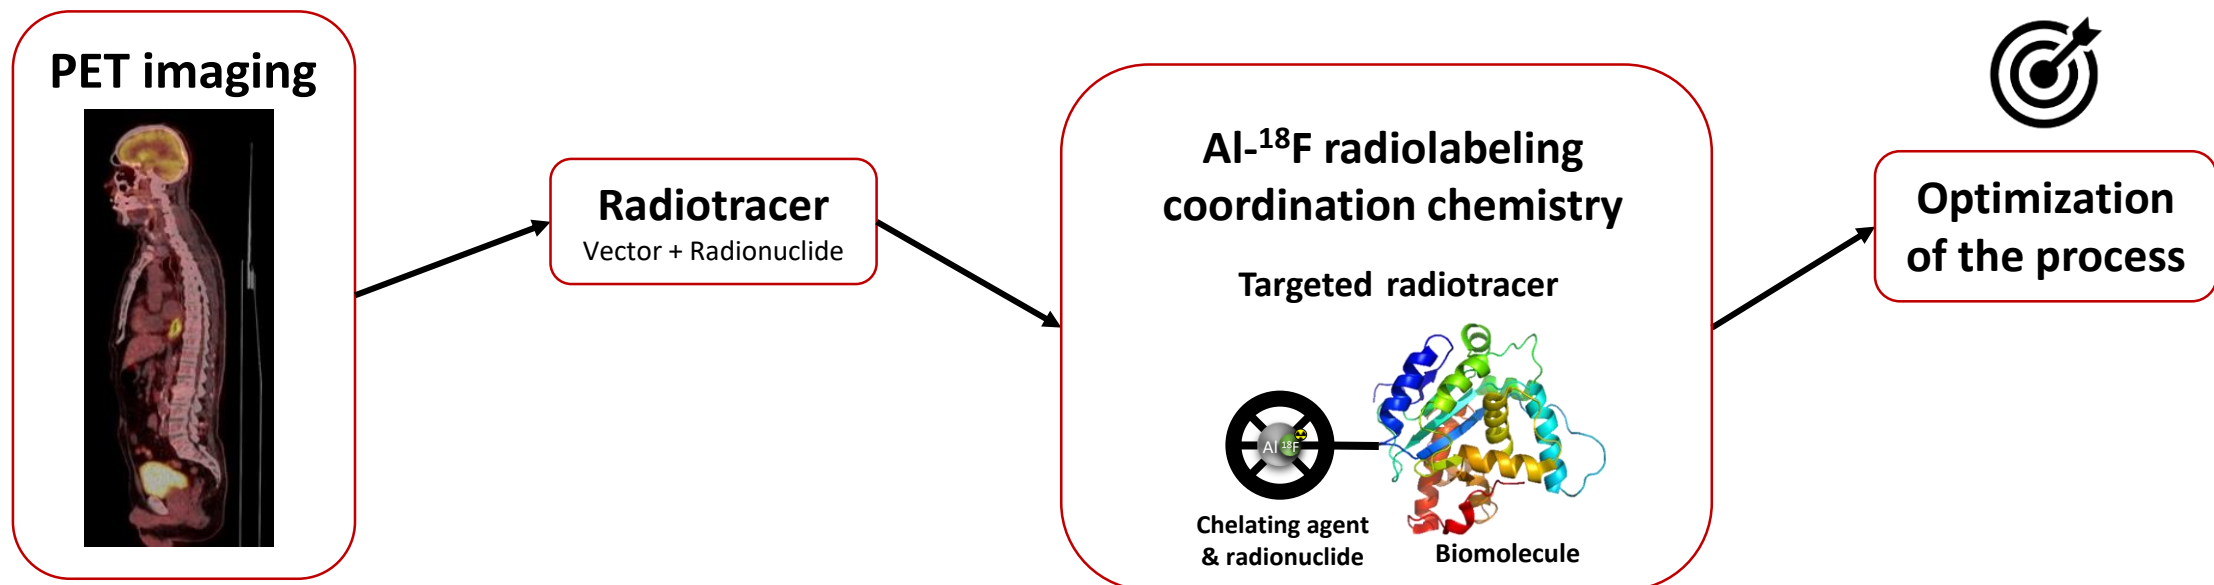 PET imaging
Radiotracer
Vector + Radionuclide
Al-¹⁸F radiolabeling
coordination chemistry
Targeted radiotracer
Al ¹⁸F
Chelating agent
& radionuclide
Biomolecule
Optimization
of the process